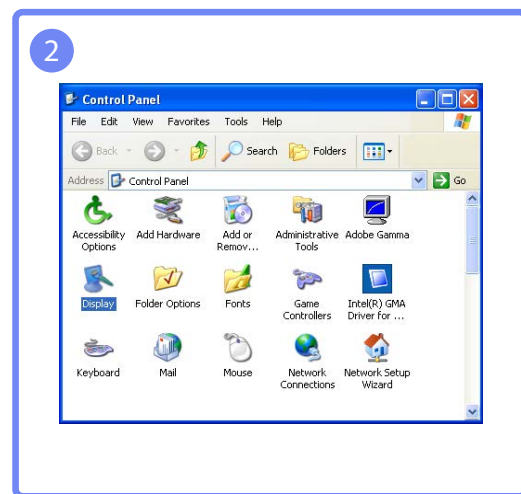 2
Control Panel
File Edit View Favorites Tools Help
Back Search Folders
Address Control Panel Go
Accessibility Options Add Hardware Add or Remov... Administrative Tools Adobe Gamma
Display Folder Options Fonts Game Controllers Intel(R) GMA Driver for ...
Keyboard Mail Mouse Network Connections Network Setup Wizard